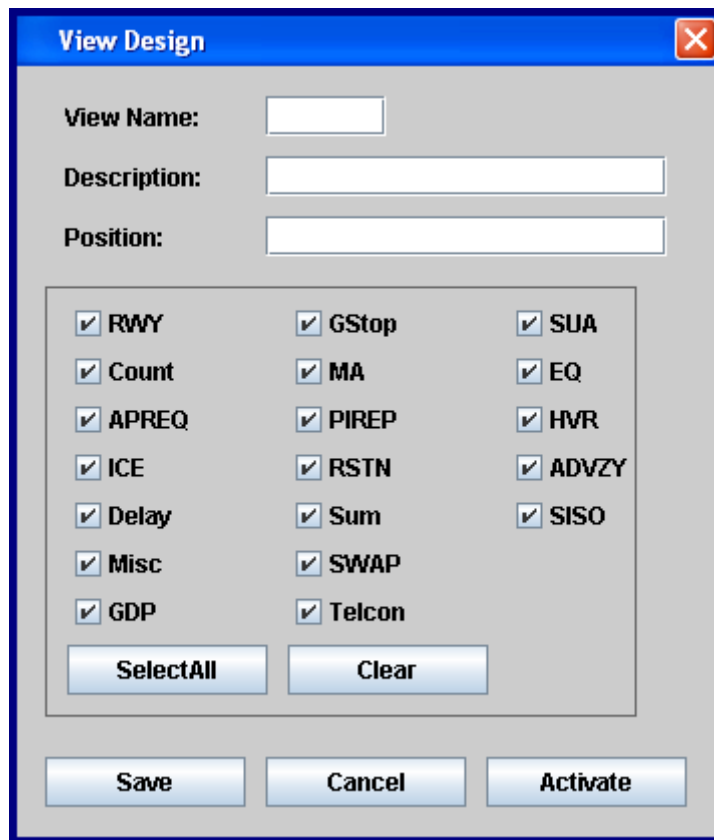 View Design
View Name:
Description:
Position:
RWY GStop SUA
Count MA EQ
APREQ PIREP HVR
ICE RSTN ADVZY
Delay Sum SISO
Misc SWAP
GDP Telcon
SelectAll Clear
Save Cancel Activate